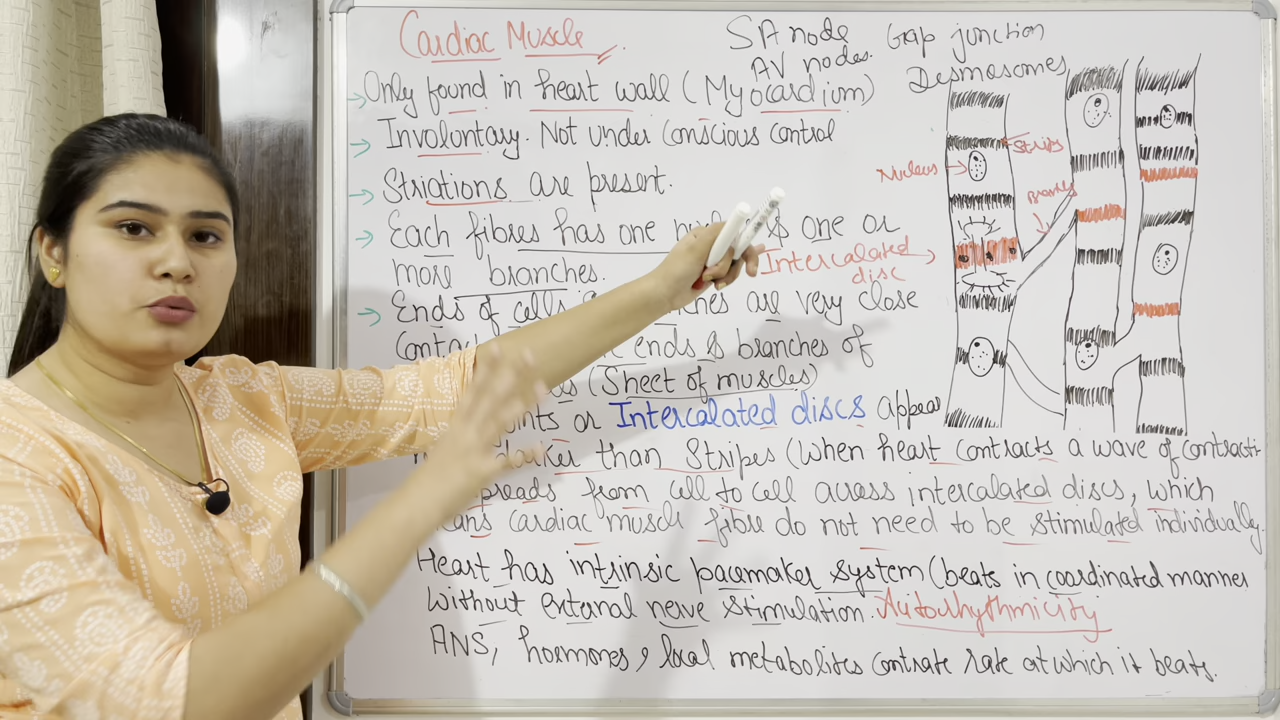 Cardiac Muscle
SA node
AV nodes.
Gap junction
Desmosomes
Only found in heart wall (Myocardium)
Involuntary. Not under conscious control
Striations are present.
Each fibres has one & one or
more branches.
Ends of cells are very close
ends & branches of
(Sheet of muscles)
or Intercalated discs appear
than Stripes (When heart contracts a wave of contracti
spreads from cell to cell across intercalated discs, which
cardiac muscle fibre do not need to be stimulated individually.
Heart has intrinsic pacemaker system (beats in coordinated manner
without external nerve stimulation. Autorhythmicity
ANS, hormones, local metabolites contrate rate at which it beats.
Stripes
Nucleus
Intercalated
disc